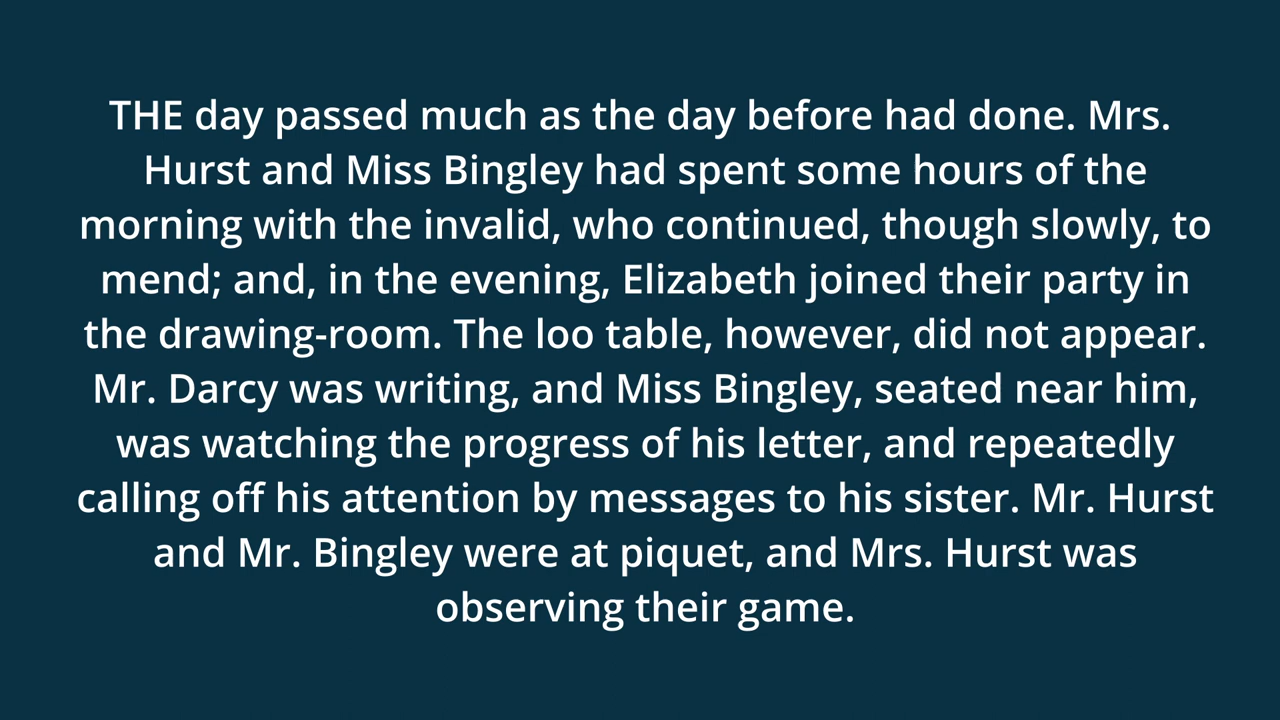 THE day passed much as the day before had done. Mrs.
Hurst and Miss Bingley had spent some hours of the
morning with the invalid, who continued, though slowly, to
mend; and, in the evening, Elizabeth joined their party in
the drawing-room. The loo table, however, did not appear.
Mr. Darcy was writing, and Miss Bingley, seated near him,
was watching the progress of his letter, and repeatedly
calling off his attention by messages to his sister. Mr. Hurst
and Mr. Bingley were at piquet, and Mrs. Hurst was
observing their game.